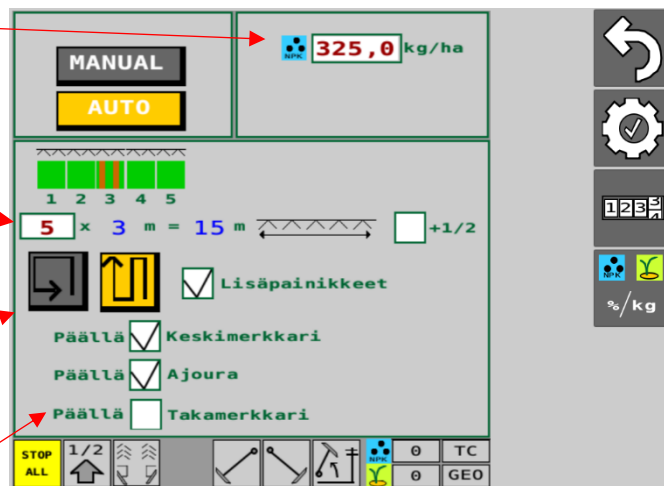 NPK 325,0 kg/ha
MANUAL
AUTO
1 2 3 4 5
5 x 3 m = 15 m +1/2
Lisäpainikkeet
Päällä Keskimerkkari
Päällä Ajoura
Päällä Takamerkkari
STOP ALL
1/2
NPK 0 TC
0 GEO
123
NPK
%/kg